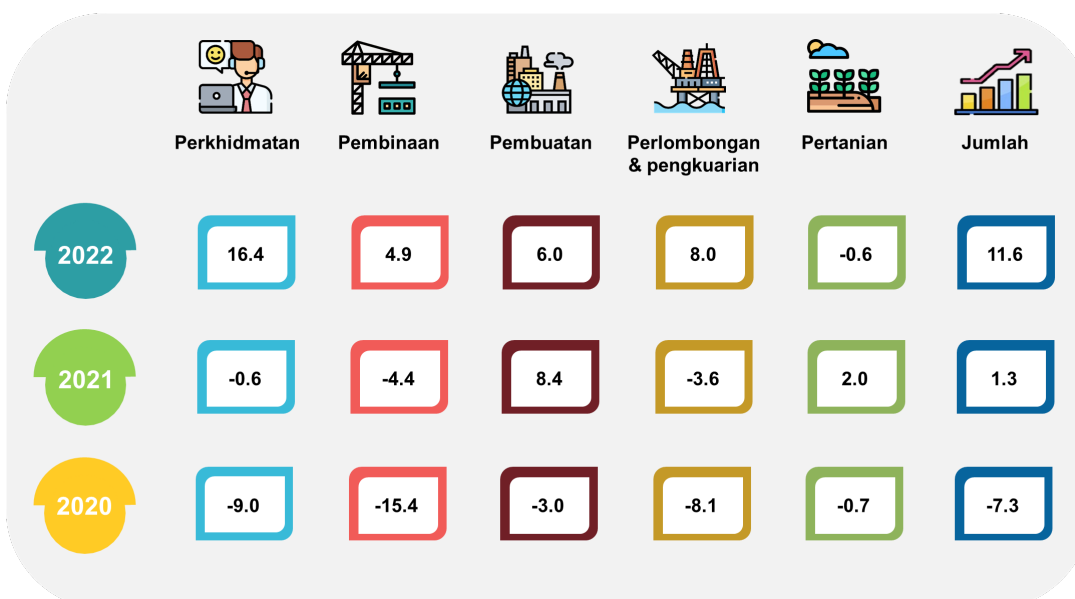 Perkhidmatan Pembinaan Pembuatan Perlombongan Pertanian Jumlah
& pengkuarian
2022 16.4 4.9 6.0 8.0 -0.6 11.6
2021 -0.6 -4.4 8.4 -3.6 2.0 1.3
2020 -9.0 -15.4 -3.0 -8.1 -0.7 -7.3